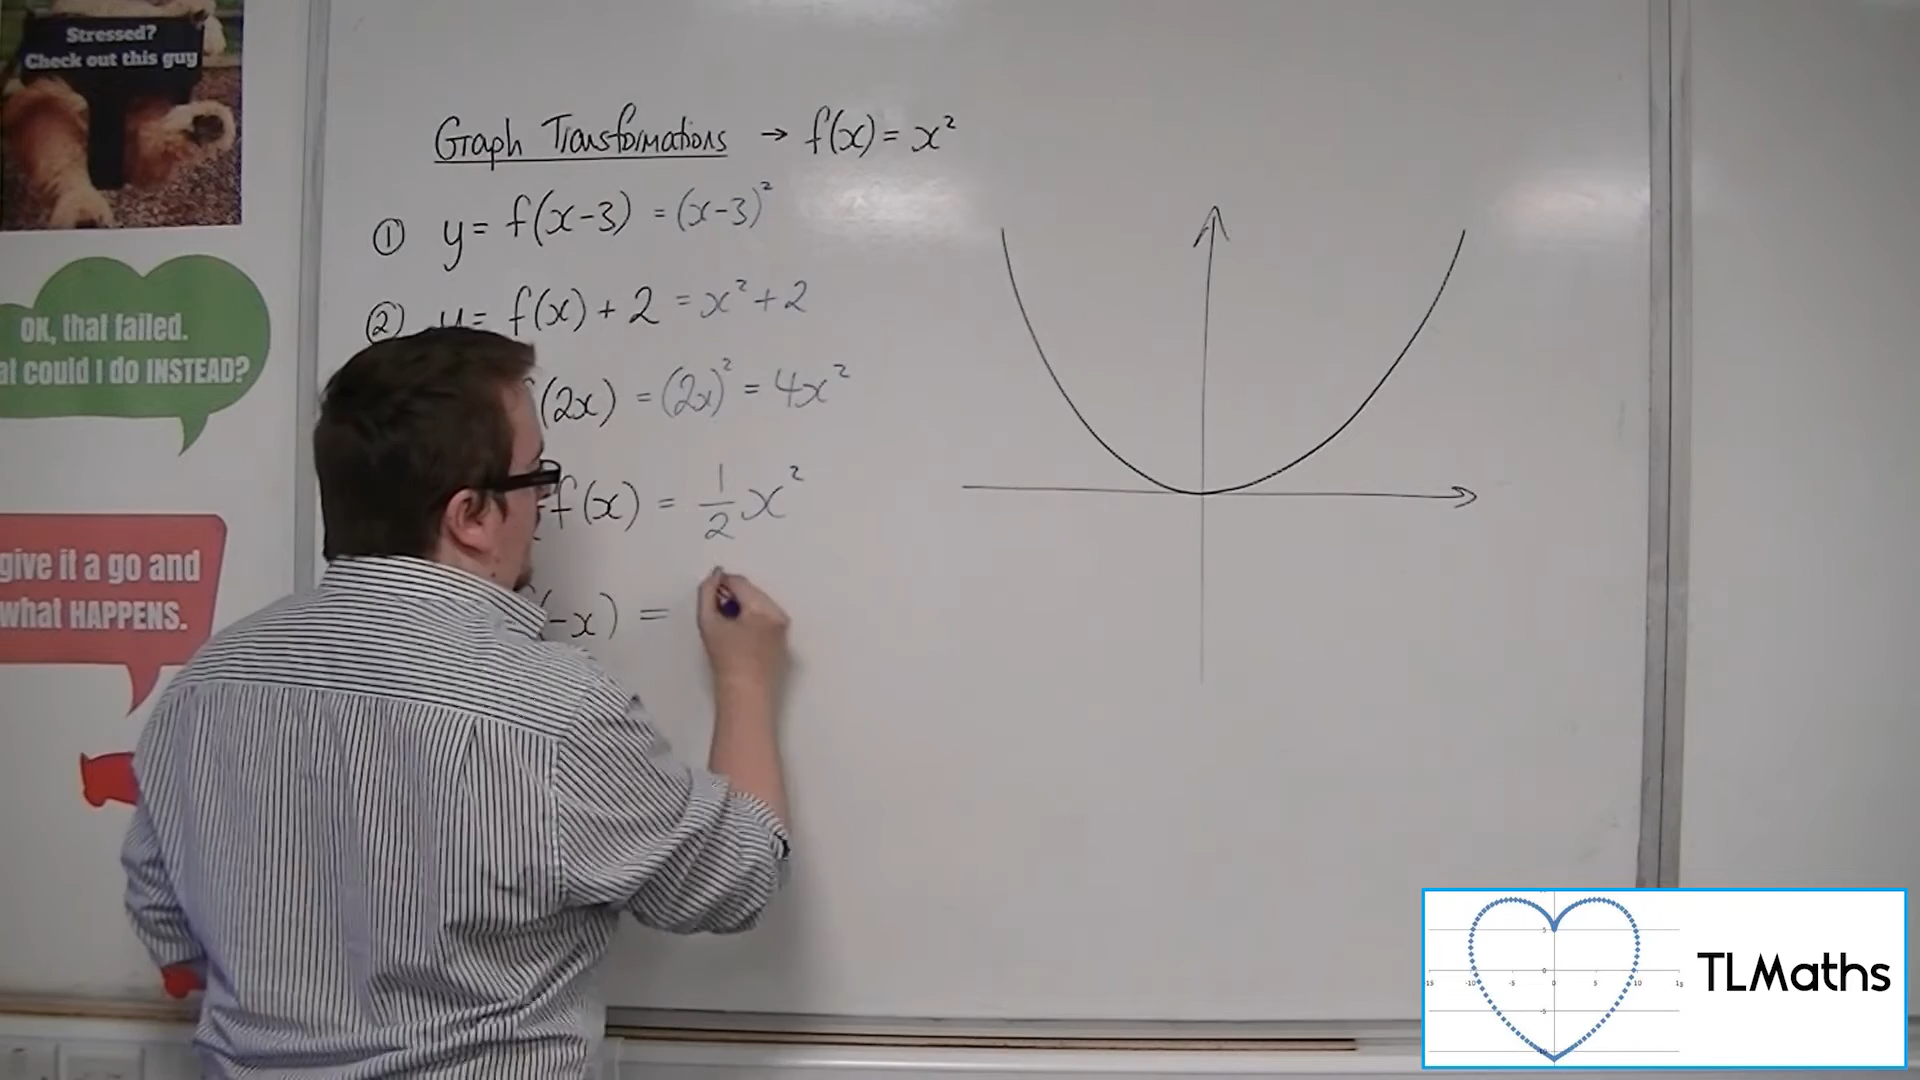 Stressed?
Check out this guy
Graph Transformations → f(x) = x²
① y = f(x-3) = (x-3)²
② y = f(x) + 2 = x² + 2
(2x) = (2x)² = 4x²
f(x) = 1/2 x²
(-x) =
OK, that failed.
could I do INSTEAD?
give it a go and
what HAPPENS.
TLMaths